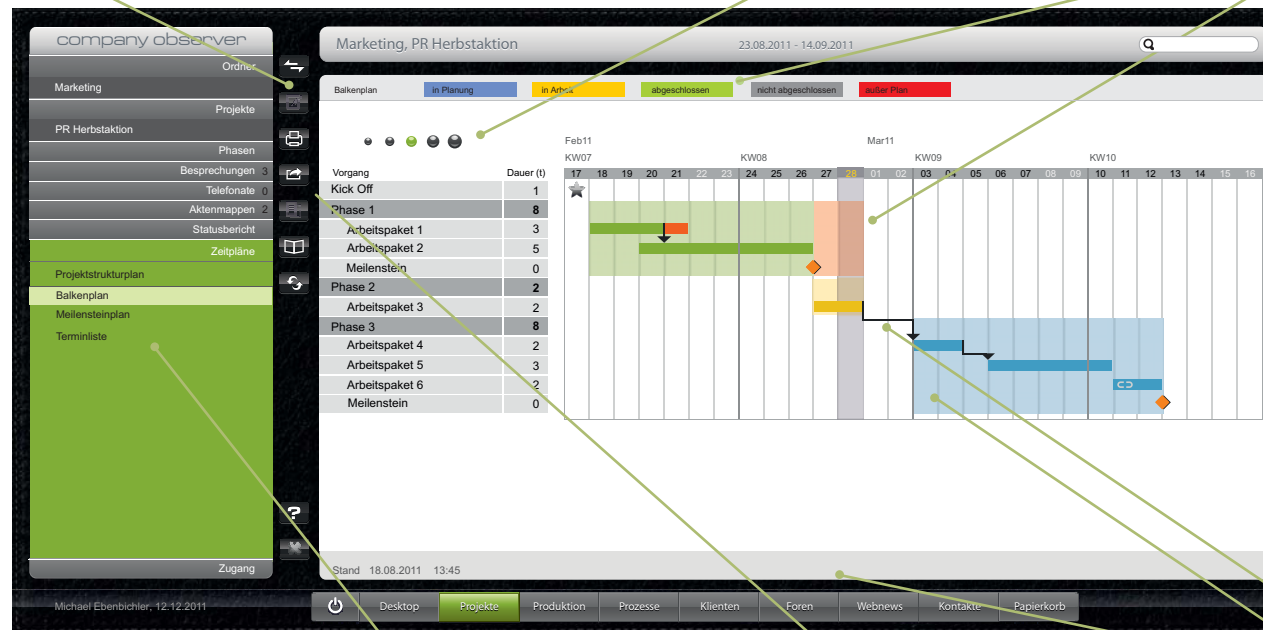 company observer
Ordner
Marketing
Projekte
PR Herbstaktion
Phasen
Besprechungen 3
Telefonate 0
Aktenmappen 2
Statusbericht
Zeitpläne
Projektstrukturplan
Balkenplan
Meilensteinplan
Terminliste
Zugang
Michael Ebenbichler, 12.12.2011
Marketing, PR Herbstaktion 23.08.2011 - 14.09.2011
Balkenplan in Planung in Arbeit abgeschlossen nicht abgeschlossen außer Plan
Feb11 Mar11
KW07 KW08 KW09 KW10
Vorgang Dauer (t) 17 18 19 20 21 22 23 24 25 26 27 28 01 02 03 04 05 06 07 08 09 10 11 12 13 14 15 16
Kick Off 1
Phase 1 8
Arbeitspaket 1 3
Arbeitspaket 2 5
Meilenstein 0
Phase 2 2
Arbeitspaket 3 2
Phase 3 8
Arbeitspaket 4 2
Arbeitspaket 5 3
Arbeitspaket 6 2
Meilenstein 0
?
Stand 18.08.2011 13:45
Desktop Projekte Produktion Prozesse Klienten Foren Webnews Kontakte Papierkorb